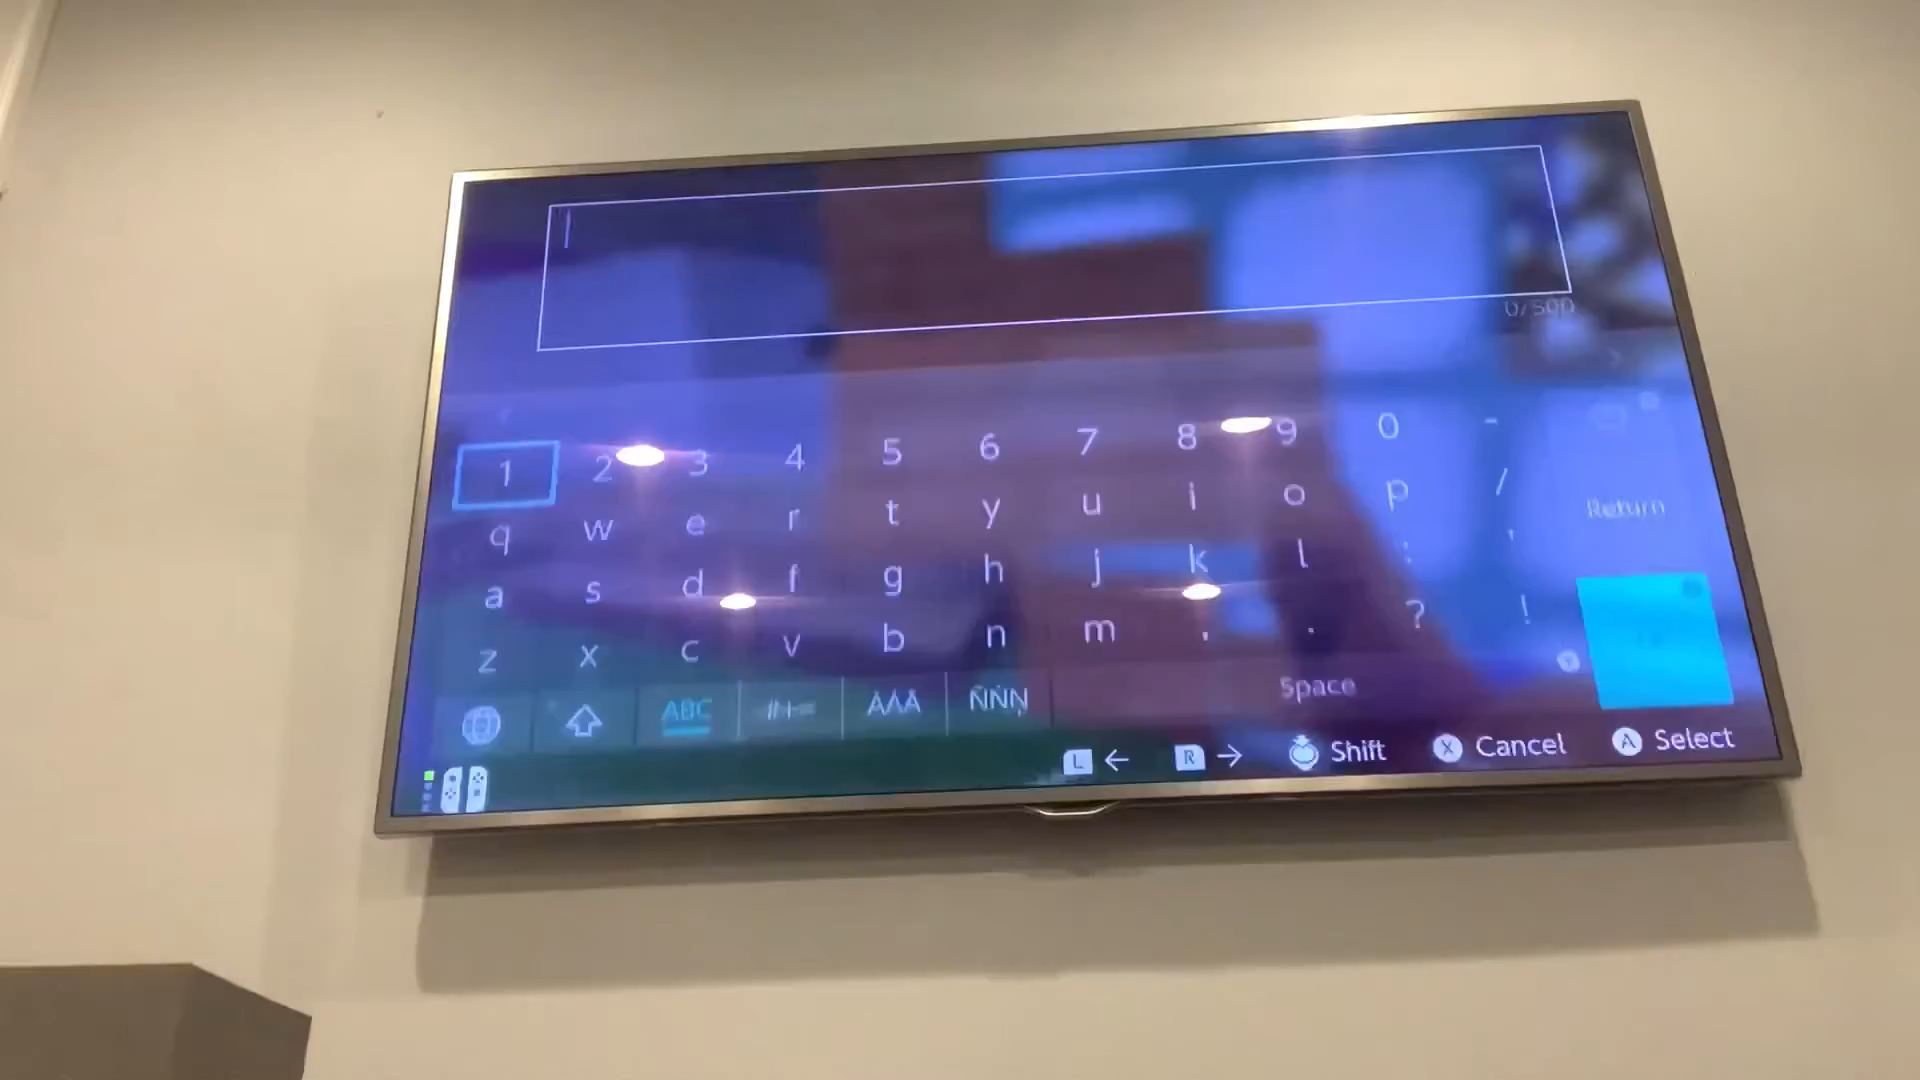 0/500
1 2 3 4 5 6 7 8 9 0 -
q w e r t y u i o p /
Return
a s d f g h j k l : '
z x c v b n m , . ? !
ABC #+= ÀÁÂ ÑŃŅ Space
L ← R → Shift X Cancel A Select